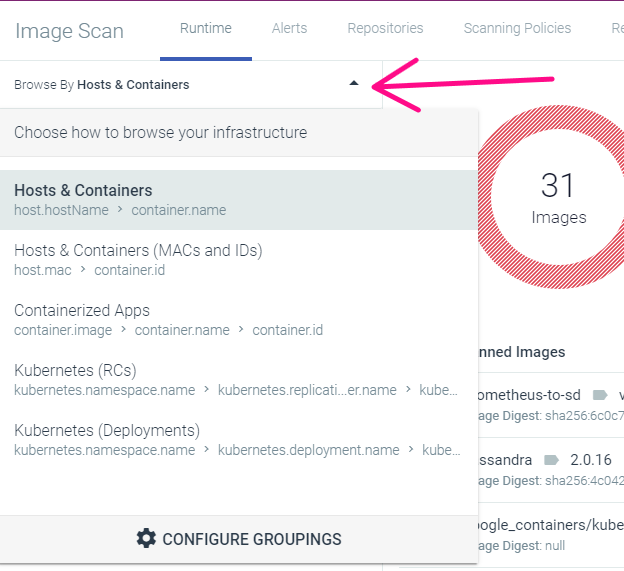 Image Scan
Runtime
Alerts
Repositories
Scanning Policies
Re
Browse By Hosts & Containers
Choose how to browse your infrastructure
Hosts & Containers
host.hostName > container.name
Hosts & Containers (MACs and IDs)
host.mac > container.id
Containerized Apps
container.image > container.name > container.id
Kubernetes (RCs)
kubernetes.namespace.name > kubernetes.replicati...er.name > kube...
Kubernetes (Deployments)
kubernetes.namespace.name > kubernetes.deployment.name > kube...
CONFIGURE GROUPINGS
31
Images
nned Images
ometheus-to-sd v
age Digest: sha256:6c0c7
ssandra 2.0.16
age Digest: sha256:4c042
oogle_containers/kube
age Digest: null